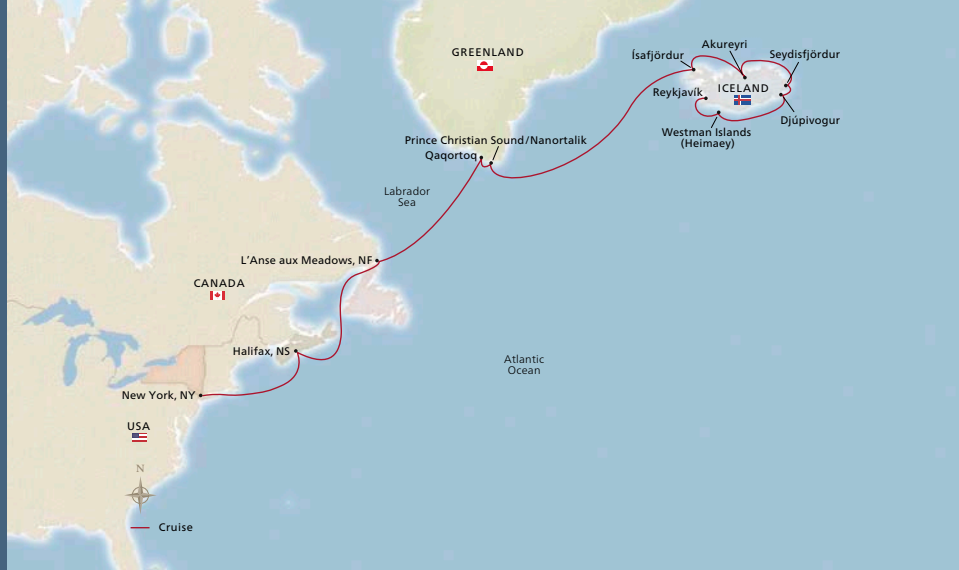 GREENLAND
Akureyri
Ísafjördur
Seydisfjördur
ICELAND
Reykjavík
Djúpivogur
Westman Islands
(Heimaey)
Prince Christian Sound/Nanortalik
Qaqortoq
Labrador
Sea
L'Anse aux Meadows, NF
CANADA
Halifax, NS
Atlantic
Ocean
New York, NY
USA
N
Cruise